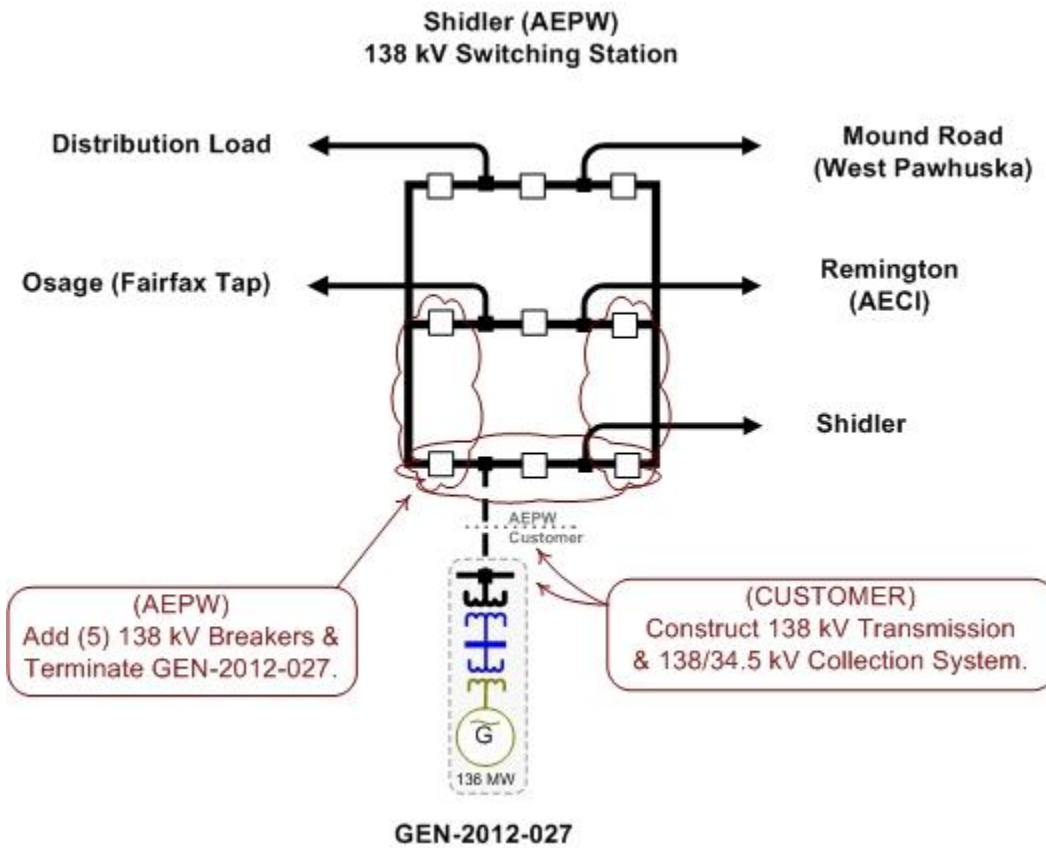 Shidler (AEPW)
138 kV Switching Station
Distribution Load
Mound Road
(West Pawhuska)
Osage (Fairfax Tap)
Remington
(AECI)
Shidler
AEPW
Customer
(AEPW)
Add (5) 138 kV Breakers &
Terminate GEN-2012-027.
(CUSTOMER)
Construct 138 kV Transmission
& 138/34.5 kV Collection System.
G
136 MW
GEN-2012-027